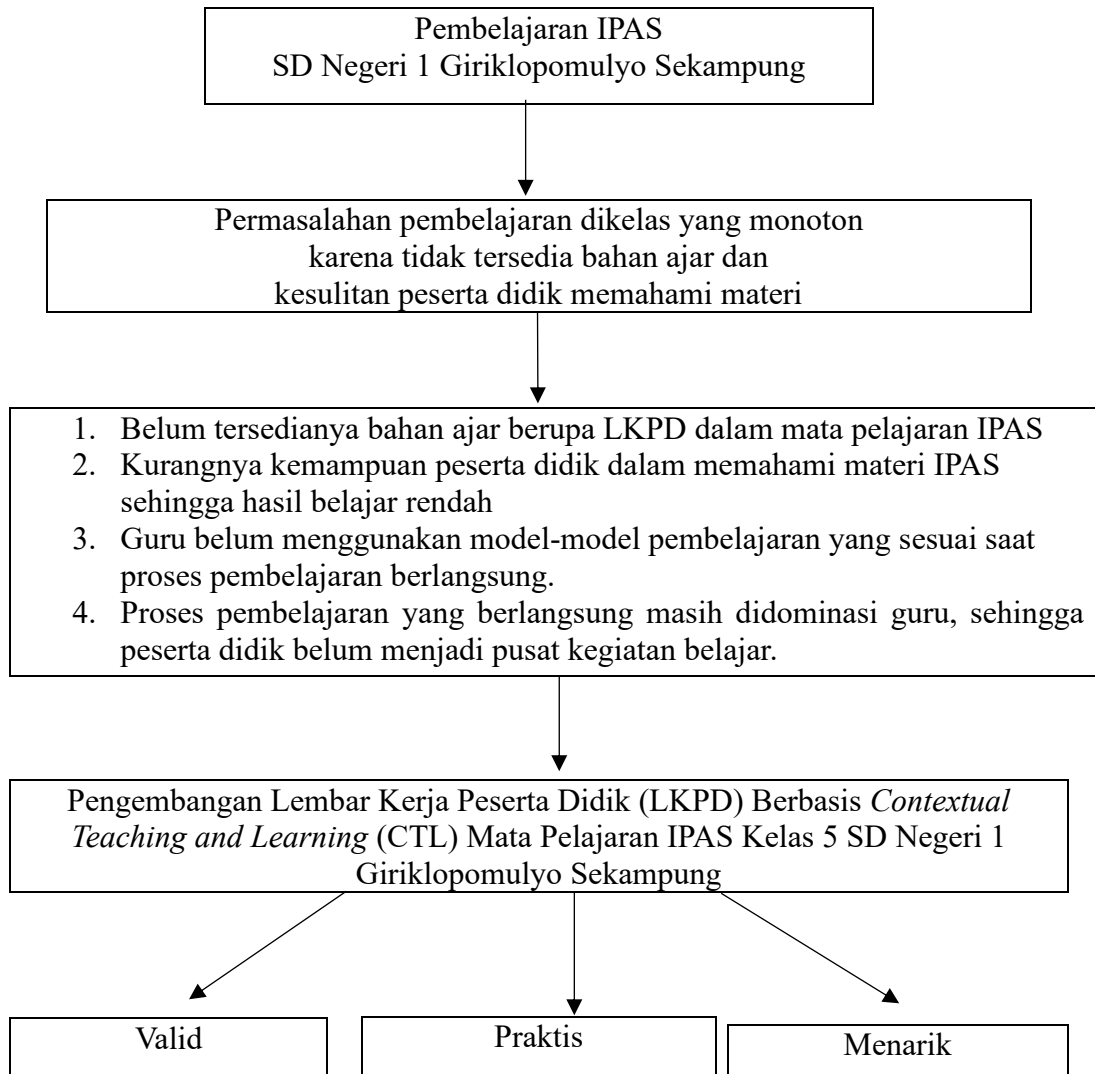 Pembelajaran IPAS
SD Negeri 1 Giriklopomulyo Sekampung
Permasalahan pembelajaran dikelas yang monoton
karena tidak tersedia bahan ajar dan
kesulitan peserta didik memahami materi
1. Belum tersedianya bahan ajar berupa LKPD dalam mata pelajaran IPAS
2. Kurangnya kemampuan peserta didik dalam memahami materi IPAS
sehingga hasil belajar rendah
3. Guru belum menggunakan model-model pembelajaran yang sesuai saat
proses pembelajaran berlangsung.
4. Proses pembelajaran yang berlangsung masih didominasi guru, sehingga
peserta didik belum menjadi pusat kegiatan belajar.
Pengembangan Lembar Kerja Peserta Didik (LKPD) Berbasis Contextual
Teaching and Learning (CTL) Mata Pelajaran IPAS Kelas 5 SD Negeri 1
Giriklopomulyo Sekampung
Valid
Praktis
Menarik